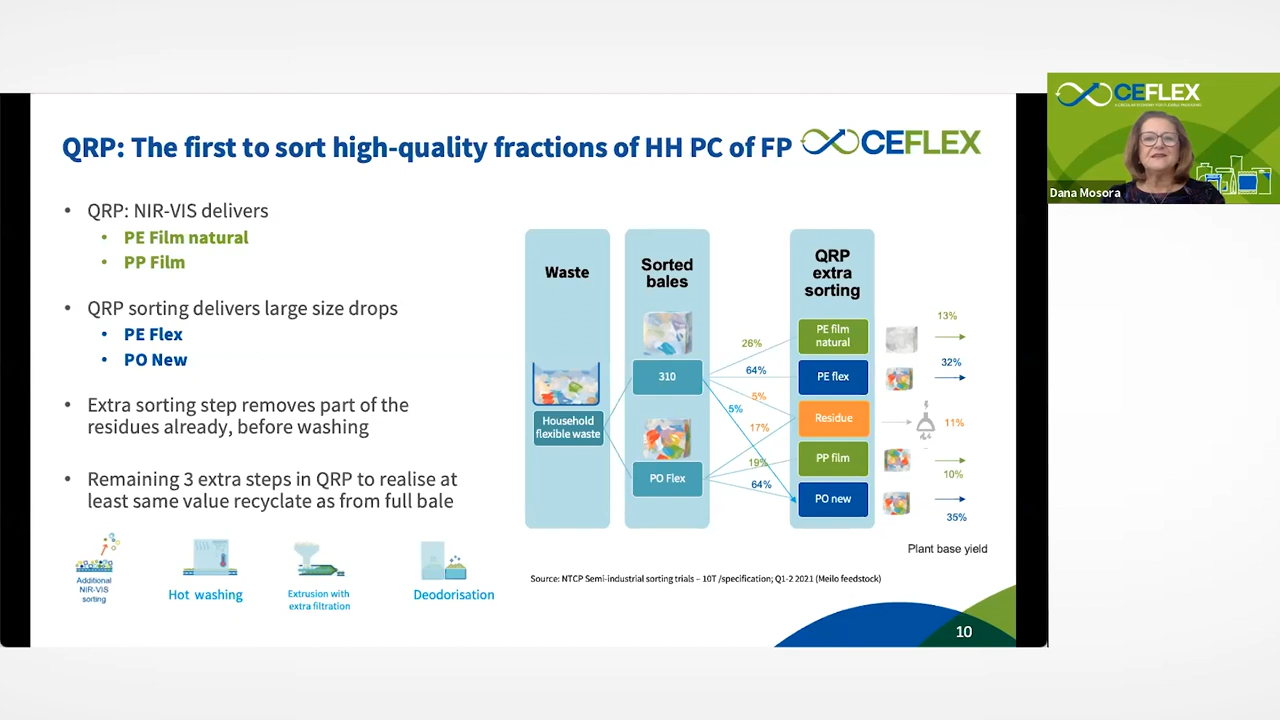 QRP: The first to sort high-quality fractions of HH PC of FP
CEFLEX
• QRP: NIR-VIS delivers
• PE Film natural
• PP Film
• QRP sorting delivers large size drops
• PE Flex
• PO New
• Extra sorting step removes part of the
residues already, before washing
• Remaining 3 extra steps in QRP to realise at
least same value recyclate as from full bale
Additional
NIR-VIS
sorting
Hot washing
Extrusion with
extra filtration
Deodorisation
Waste
Household
flexible waste
Sorted
bales
310
PO Flex
26%
64%
5%
5%
17%
19%
64%
QRP
extra
sorting
PE film
natural
PE flex
Residue
PP film
PO new
13%
32%
11%
10%
35%
Plant base yield
Source: NTCP Semi-industrial sorting trials – 10T /specification; Q1-2 2021 (Meilo feedstock)
10
CEFLEX
A CIRCULAR ECONOMY FOR FLEXIBLE PACKAGING
Dana Mosora